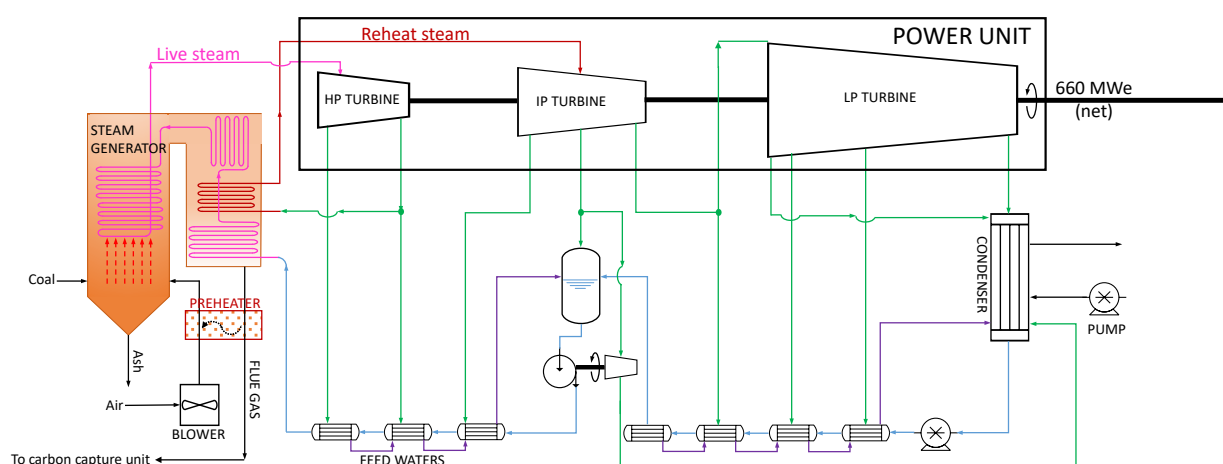 POWER UNIT
Reheat steam
Live steam
HP TURBINE
IP TURBINE
LP TURBINE
660 MWe
(net)
STEAM
GENERATOR
CONDENSER
Coal
PREHEATER
PUMP
Ash
FLUE GAS
Air
BLOWER
FEED WATERS
To carbon capture unit